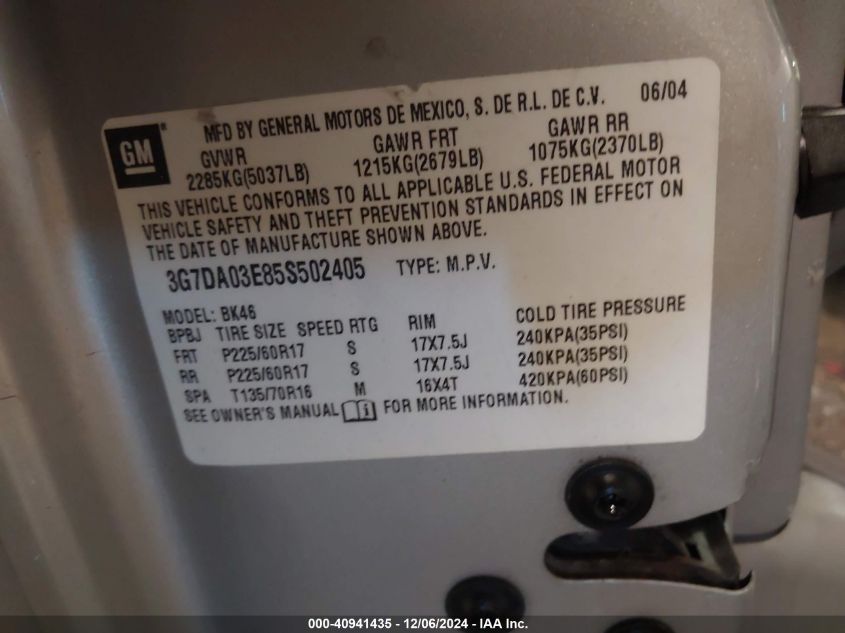 MFD BY GENERAL MOTORS DE MEXICO, S. DE R.L. DE C.V. 06/04
GM®
GVWR GAWR FRT GAWR RR
2285KG(5037LB) 1215KG(2679LB) 1075KG(2370LB)
THIS VEHICLE CONFORMS TO ALL APPLICABLE U.S. FEDERAL MOTOR
VEHICLE SAFETY AND THEFT PREVENTION STANDARDS IN EFFECT ON
THE DATE OF MANUFACTURE SHOWN ABOVE.
3G7DA03E85S502405 TYPE: M.P.V.
MODEL: BK46
BPBJ TIRE SIZE SPEED RTG RIM COLD TIRE PRESSURE
FRT P225/60R17 S 17X7.5J 240KPA(35PSI)
RR P225/60R17 S 17X7.5J 240KPA(35PSI)
SPA T135/70R16 M 16X4T 420KPA(60PSI)
SEE OWNER'S MANUAL i FOR MORE INFORMATION.
000-40941435 - 12/06/2024 - IAA Inc.